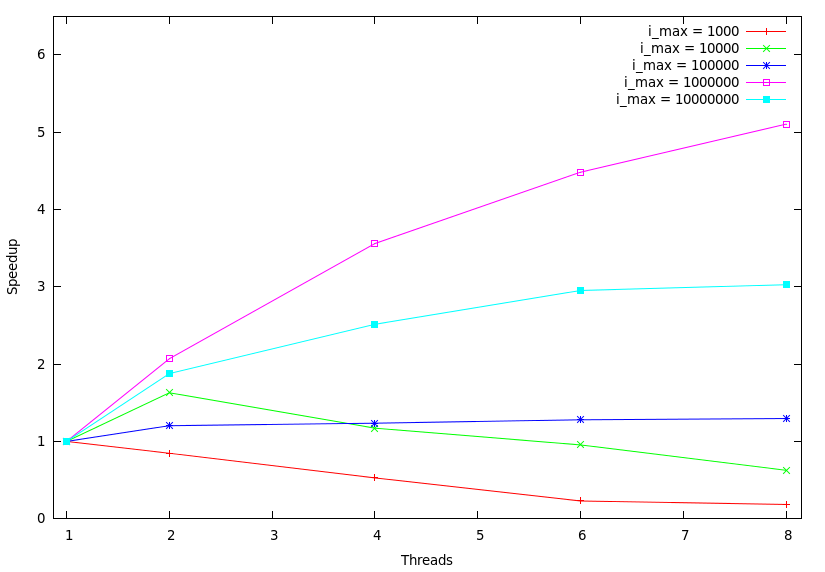 i_max = 1000
i_max = 10000
i_max = 100000
i_max = 1000000
i_max = 10000000
6
5
4
3
2
1
0
Speedup
1 2 3 4 5 6 7 8
Threads